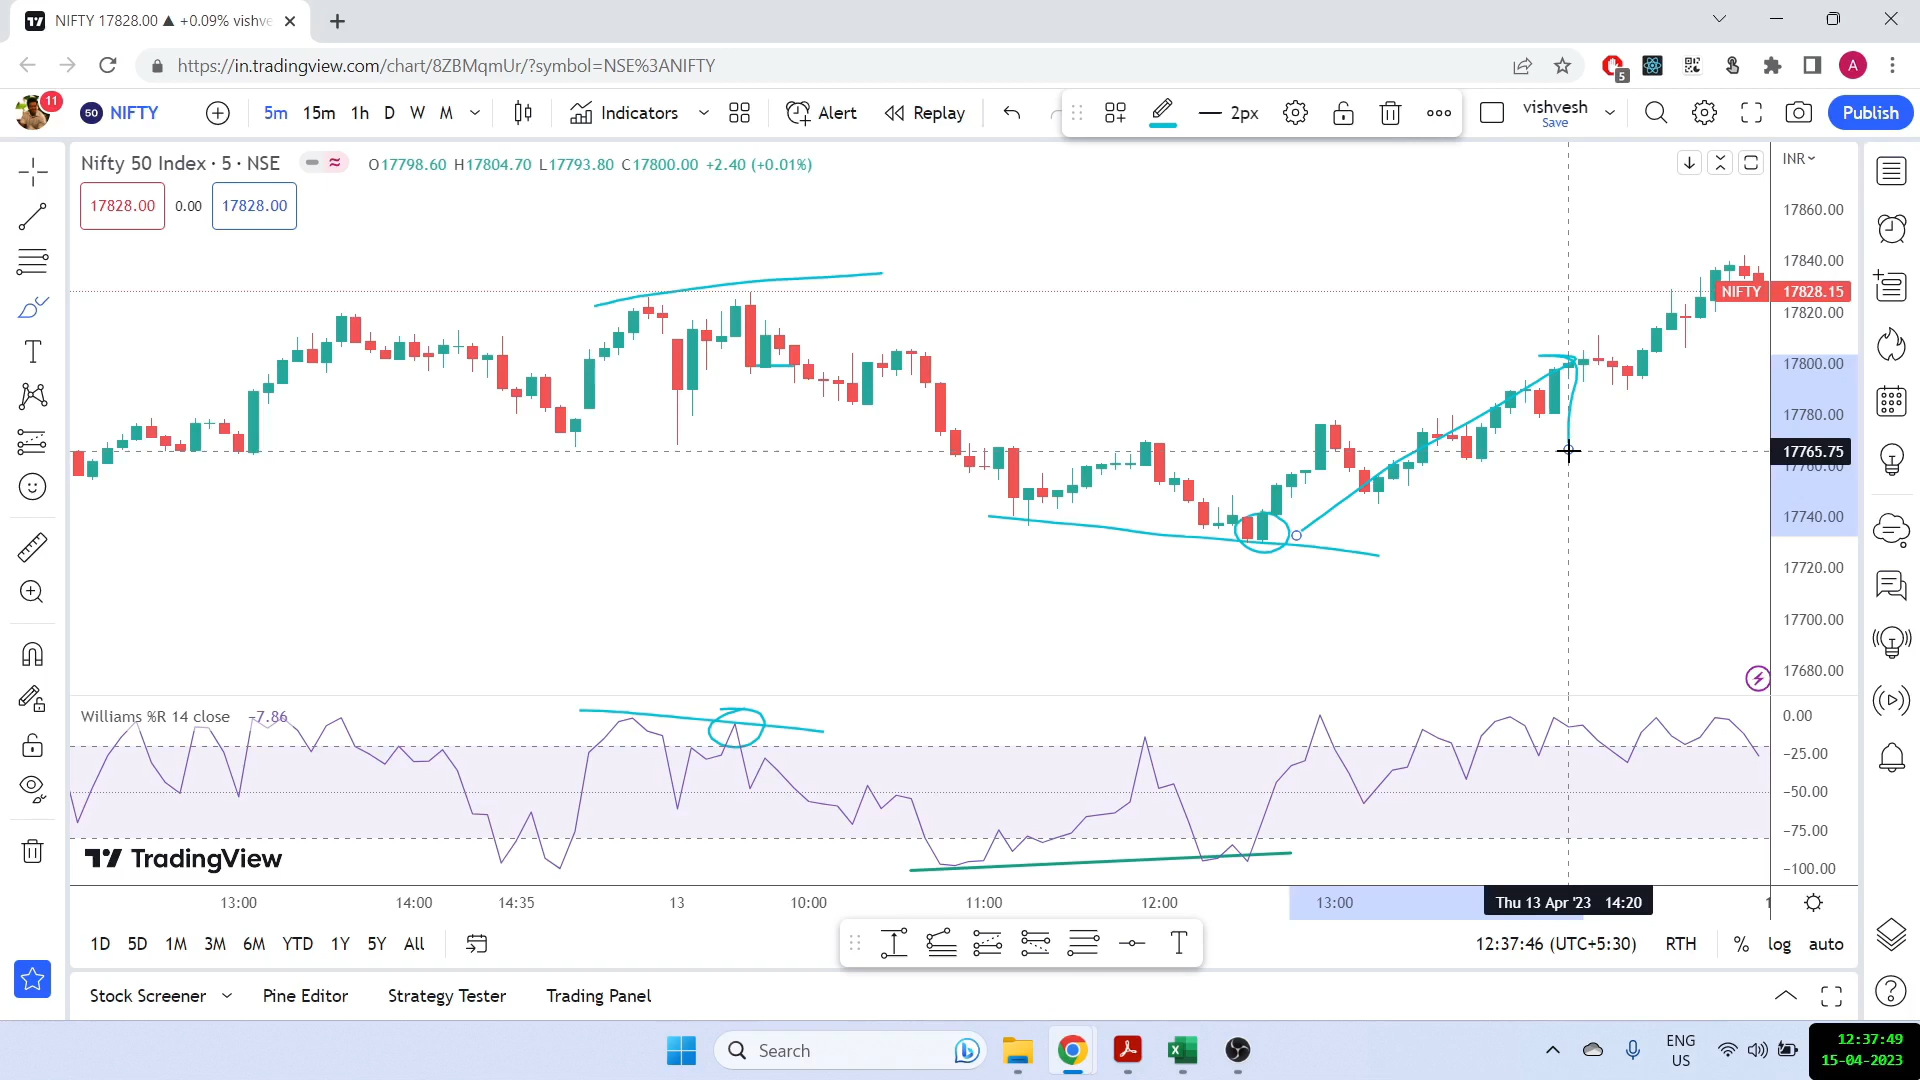 NIFTY 17828.00 ▲ +0.09% vishve
https://in.tradingview.com/chart/8ZBMqmUr/?symbol=NSE%3ANIFTY
5
A
11
50 NIFTY 5m 15m 1h D W M Indicators Alert Replay 2px vishvesh Save Publish
Nifty 50 Index · 5 · NSE O17798.60 H17804.70 L17793.80 C17800.00 +2.40 (+0.01%)
INR
17828.00 0.00 17828.00
17860.00
17840.00
NIFTY 17828.15
17820.00
17800.00
17780.00
17765.75
17760.00
17740.00
17720.00
17700.00
17680.00
Williams %R 14 close -7.86
0.00
−25.00
−50.00
−75.00
−100.00
TradingView
13:00 14:00 14:35 13 10:00 11:00 12:00 13:00 Thu 13 Apr '23 14:20 1
1D 5D 1M 3M 6M YTD 1Y 5Y All T 12:37:46 (UTC+5:30) RTH % log auto
Stock Screener Pine Editor Strategy Tester Trading Panel
Search
ENG
US
12:37:49
15-04-2023